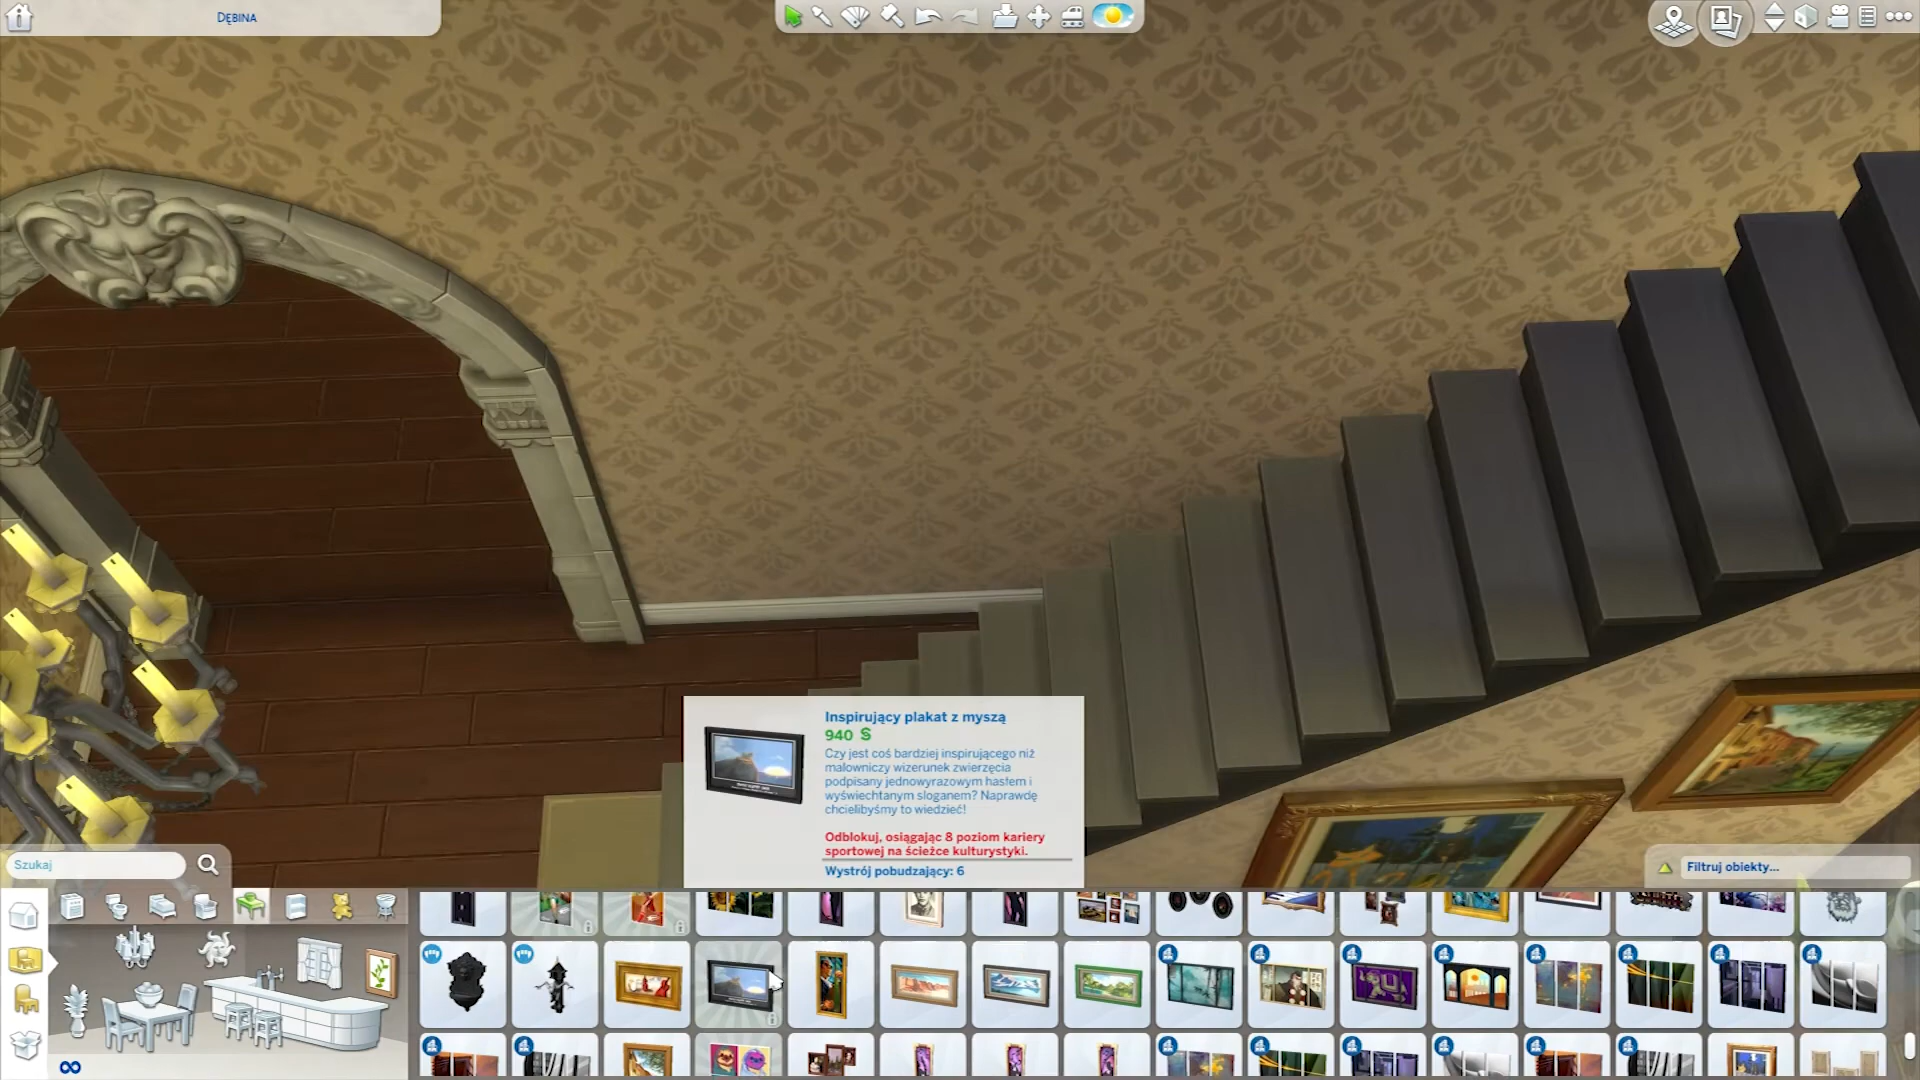 DĘBINA
Inspirujący plakat z myszą
940 $
Czy jest coś bardziej inspirującego niż
malowniczy wizerunek zwierzęcia
podpisany jednowyrazowym hasłem i
wyświechtanym sloganem? Naprawdę
chcielibyśmy to wiedzieć!
Odblokuj, osiągając 8 poziom kariery
sportowej na ścieżce kulturystyki.
Wystrój pobudzający: 6
Szukaj
Filtruj obiekty...